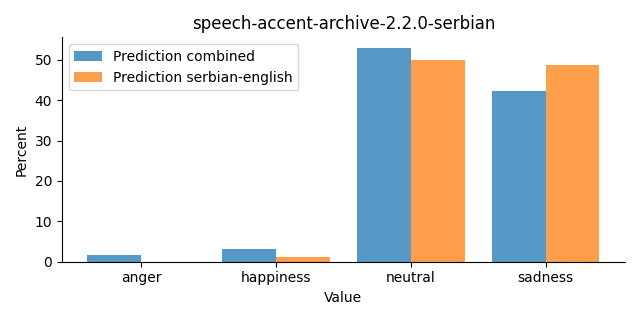 speech-accent-archive-2.2.0-serbian
Prediction combined
Prediction serbian-english
Percent
50
40
30
20
10
0
anger happiness neutral sadness
Value